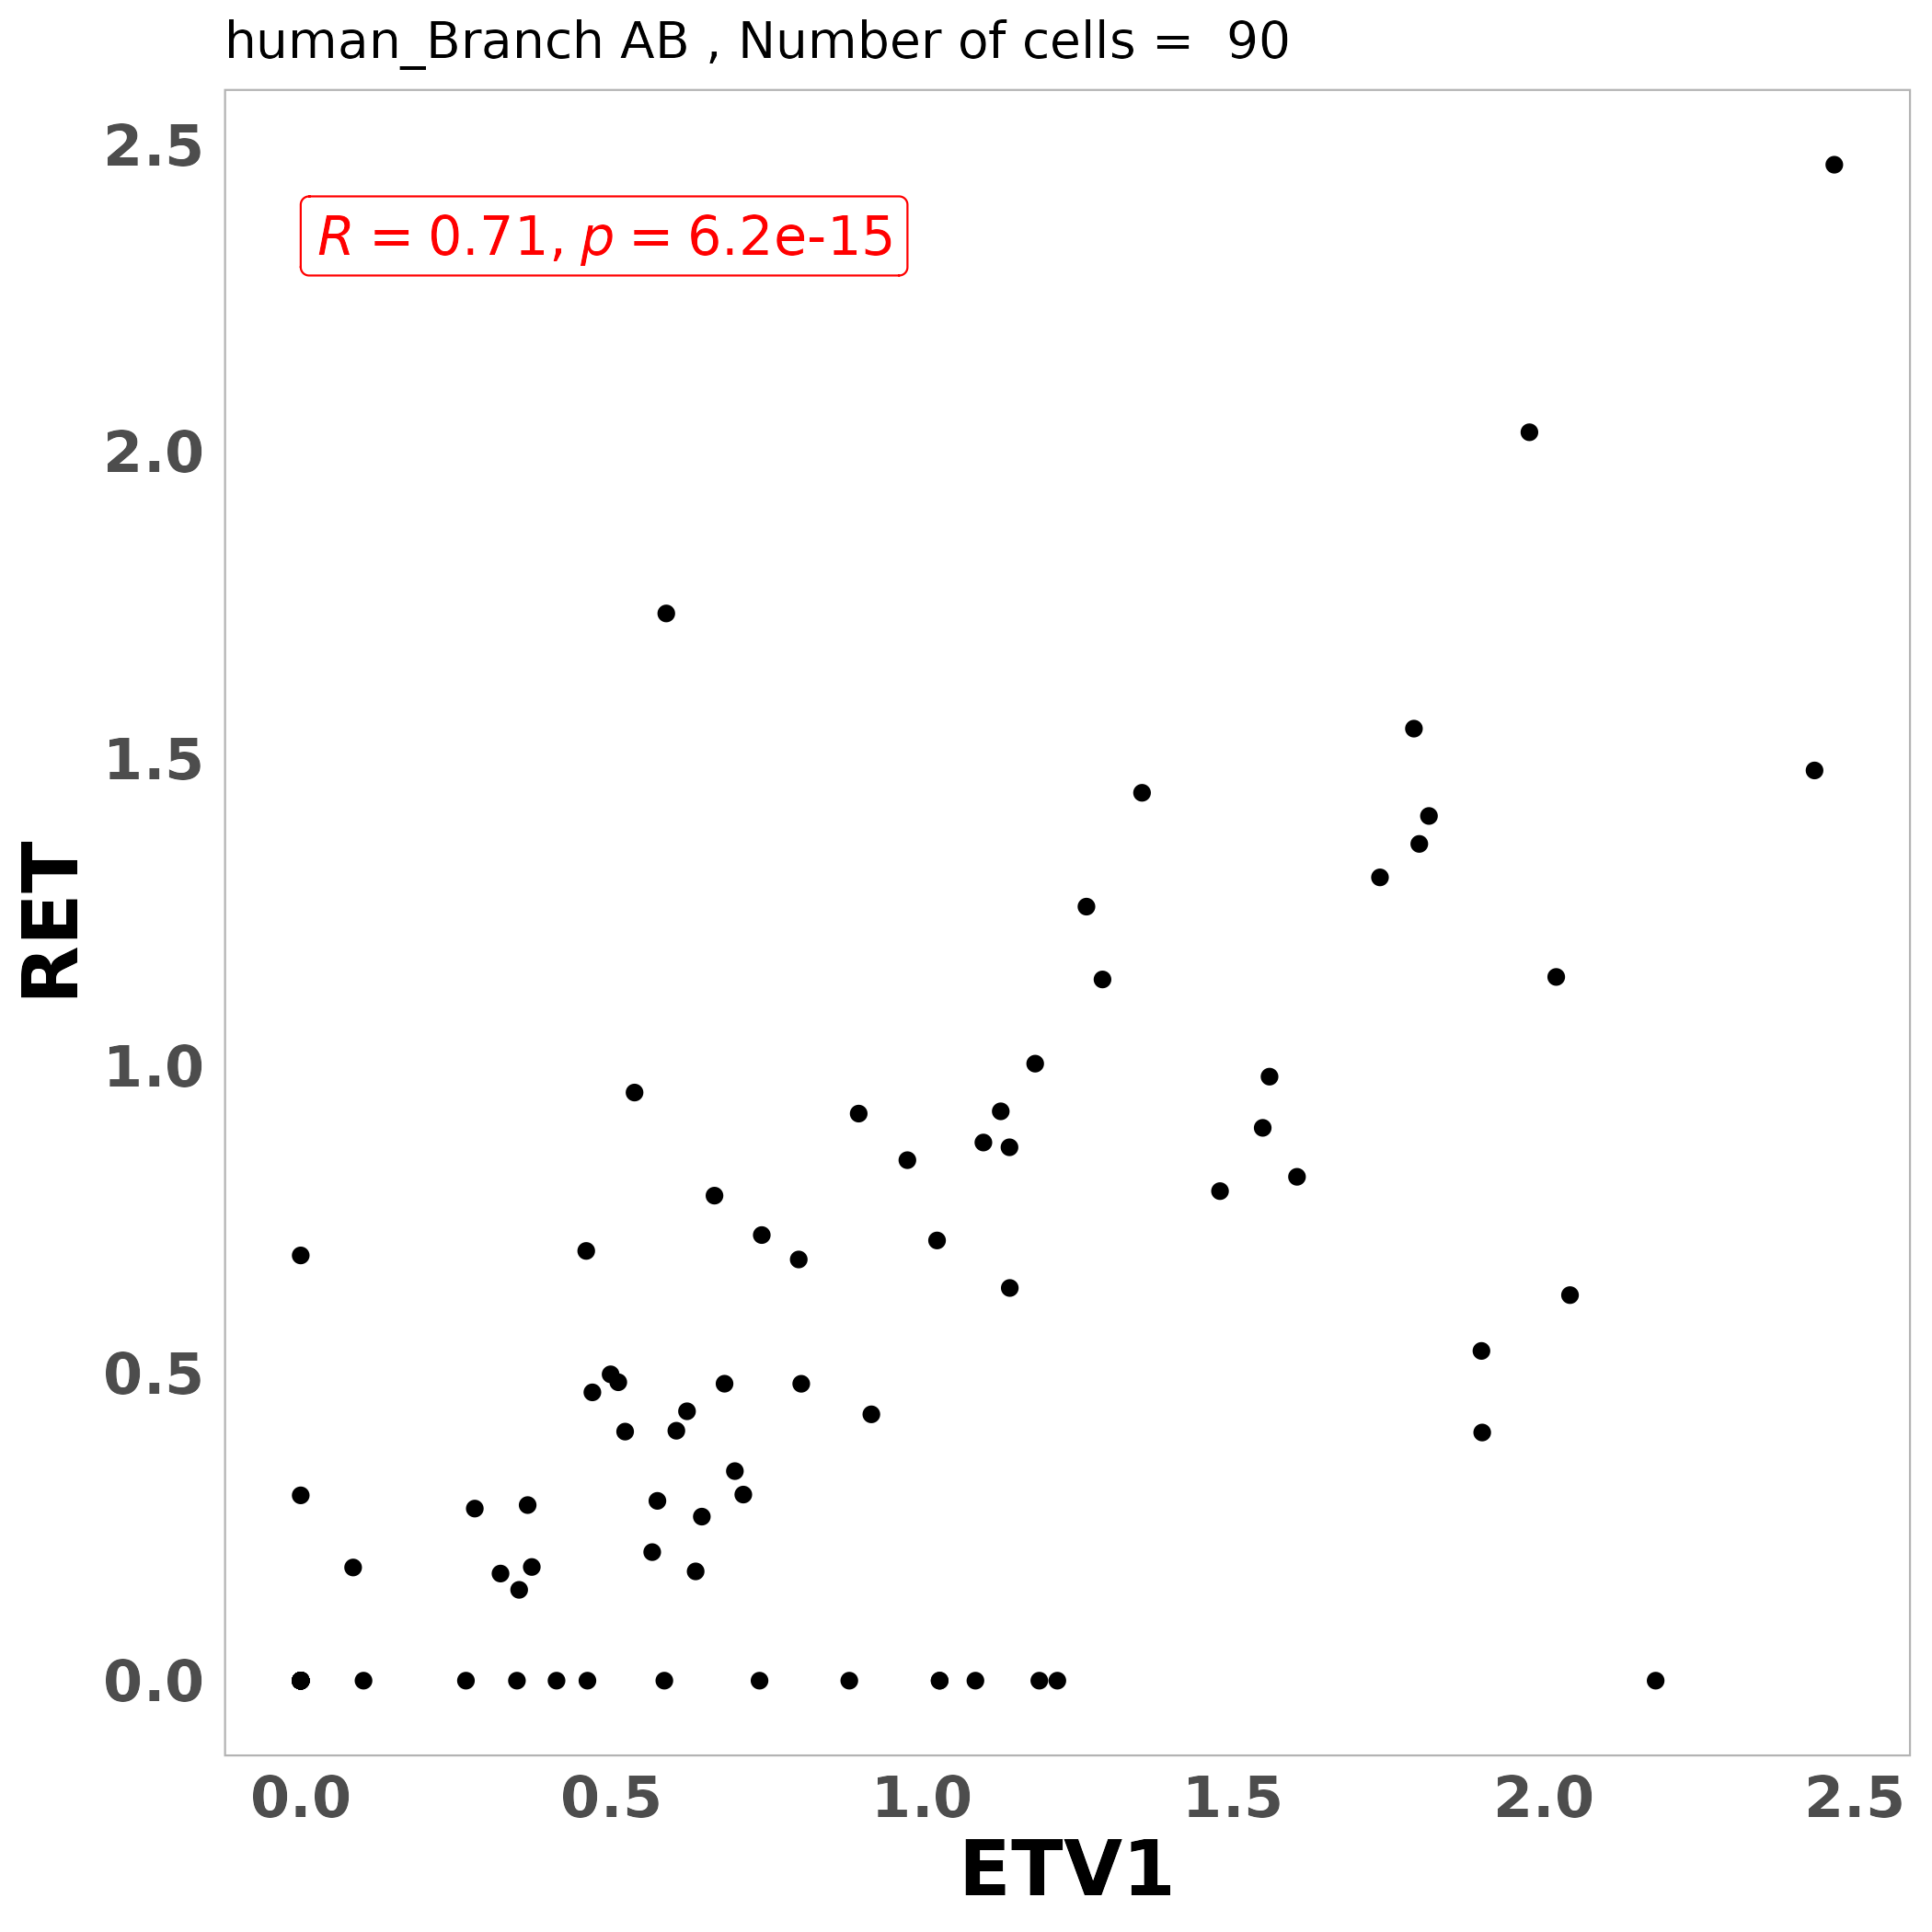 human_Branch AB , Number of cells =  90
R = 0.71, p = 6.2e-15
2.5
2.0
1.5
1.0
0.5
0.0
RET
0.0 0.5 1.0 1.5 2.0 2.5
ETV1